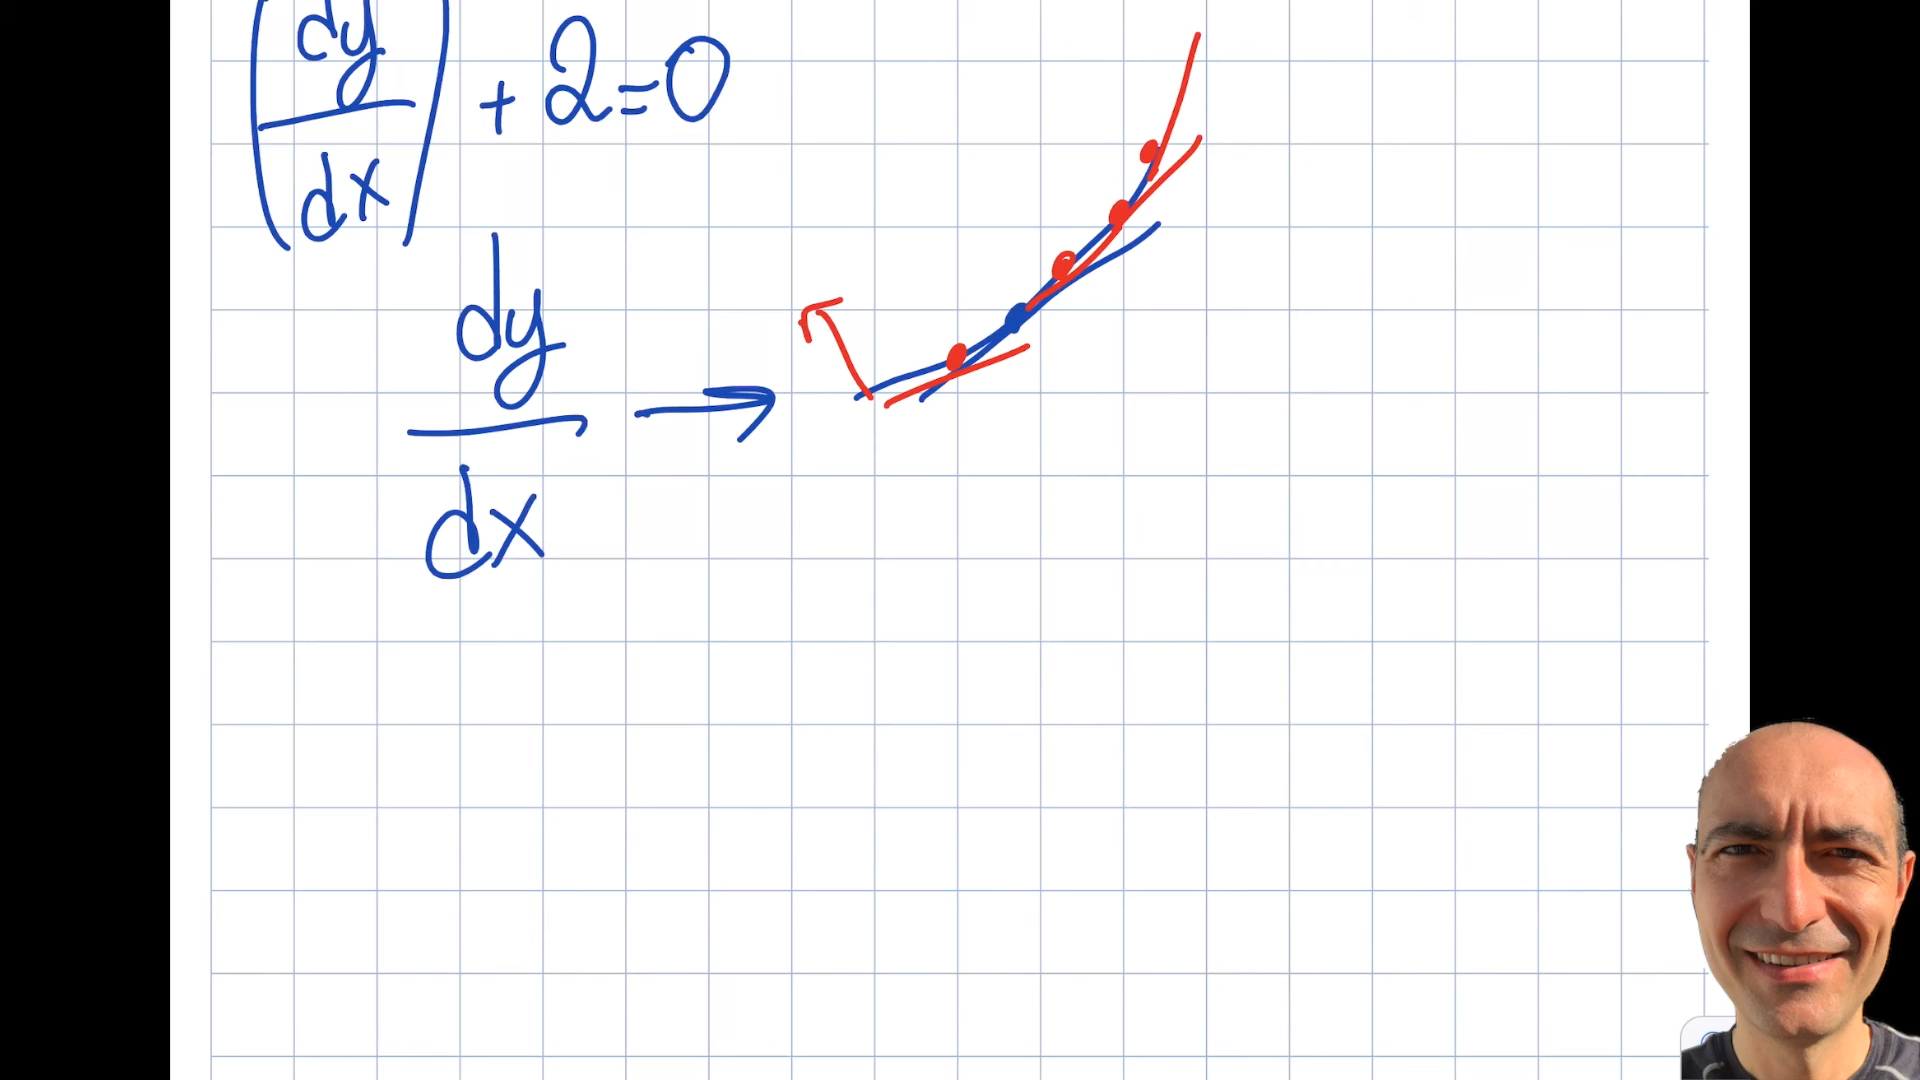 (dy/dx) + 2 = 0
dy/dx →